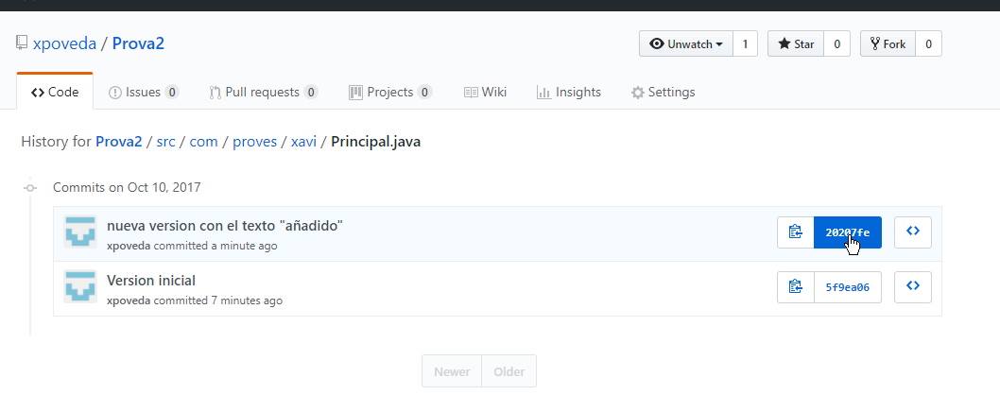 xpoveda / Prova2
Unwatch 1 Star 0 Fork 0
Code Issues 0 Pull requests 0 Projects 0 Wiki Insights Settings
History for Prova2 / src / com / proves / xavi / Principal.java
Commits on Oct 10, 2017
nueva version con el texto "añadido"
xpoveda committed a minute ago
20207fe
Version inicial
xpoveda committed 7 minutes ago
5f9ea06
Newer Older